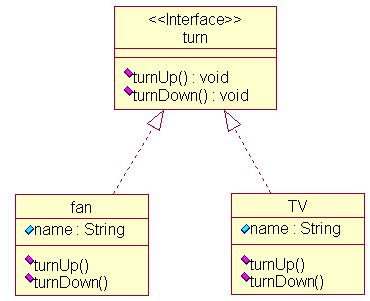 <<Interface>>
turn
turnUp() : void
turnDown() : void
fan
name : String
turnUp()
turnDown()
TV
name : String
turnUp()
turnDown()